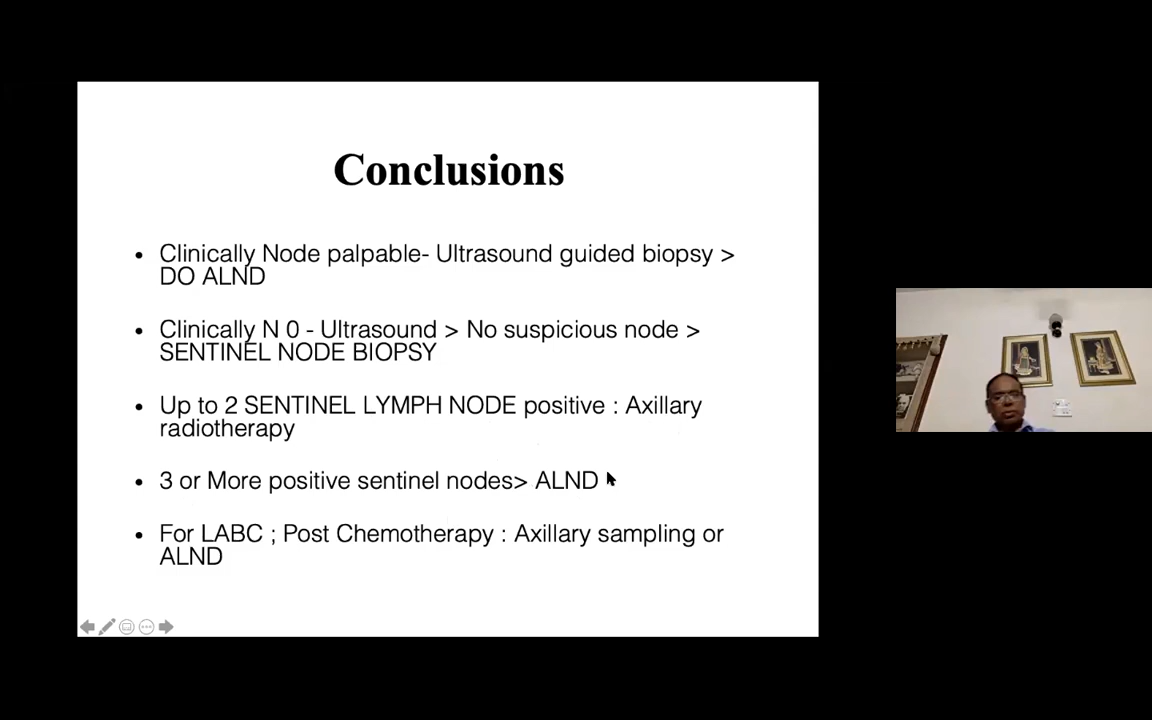 Conclusions
• Clinically Node palpable- Ultrasound guided biopsy >
DO ALND
• Clinically N 0 - Ultrasound > No suspicious node >
SENTINEL NODE BIOPSY
• Up to 2 SENTINEL LYMPH NODE positive : Axillary
radiotherapy
• 3 or More positive sentinel nodes> ALND
• For LABC ; Post Chemotherapy : Axillary sampling or
ALND